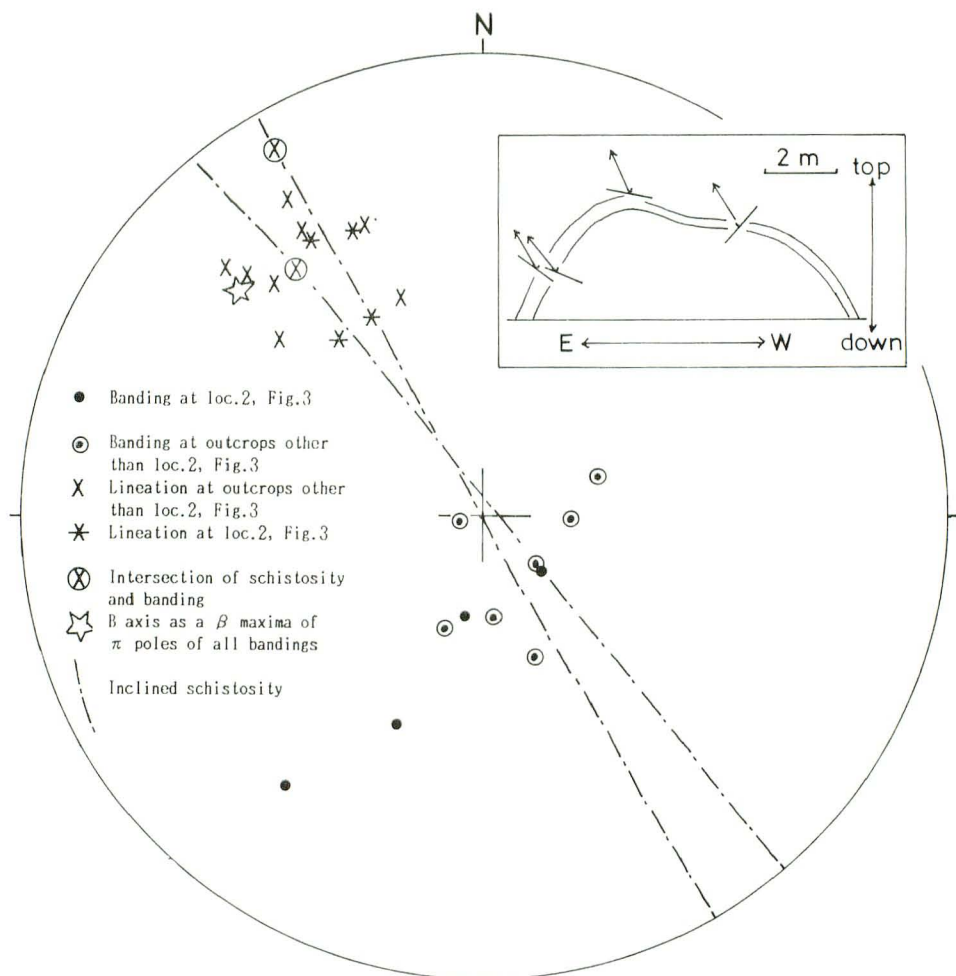 N
2 m
top
E
W
down
Banding at loc.2, Fig.3
Banding at outcrops other
than loc.2, Fig.3
Lineation at outcrops other
than loc.2, Fig.3
Lineation at loc.2, Fig.3
Intersection of schistosity
and banding
B axis as a β maxima of
π poles of all bandings
Inclined schistosity